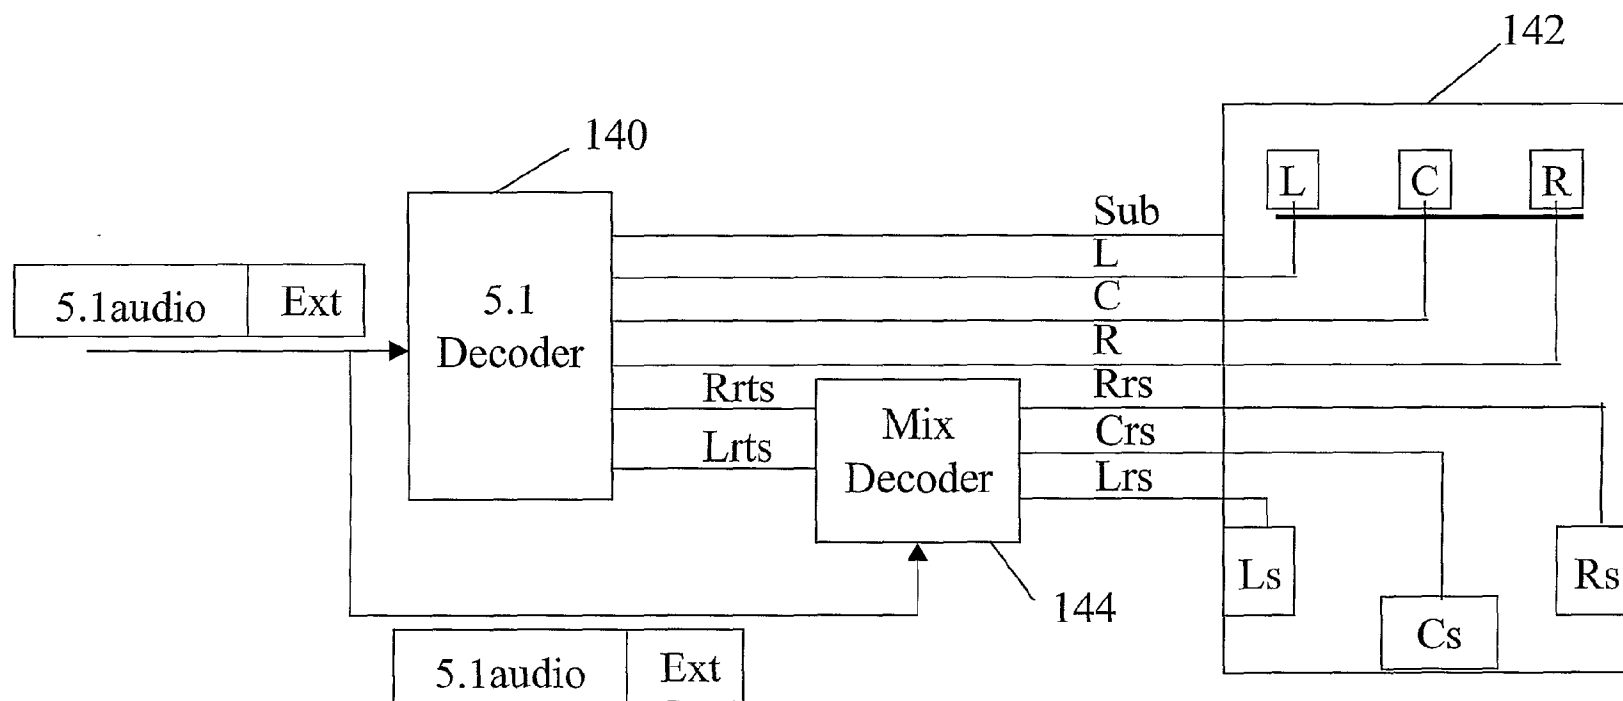 142
140
L C R
Sub
L
5.1audio Ext
C
5.1
Decoder
R
Rrts
Rrs
Mix
Decoder
Crs
Lrts
Lrs
Ls
Rs
144
Cs
5.1audio Ext